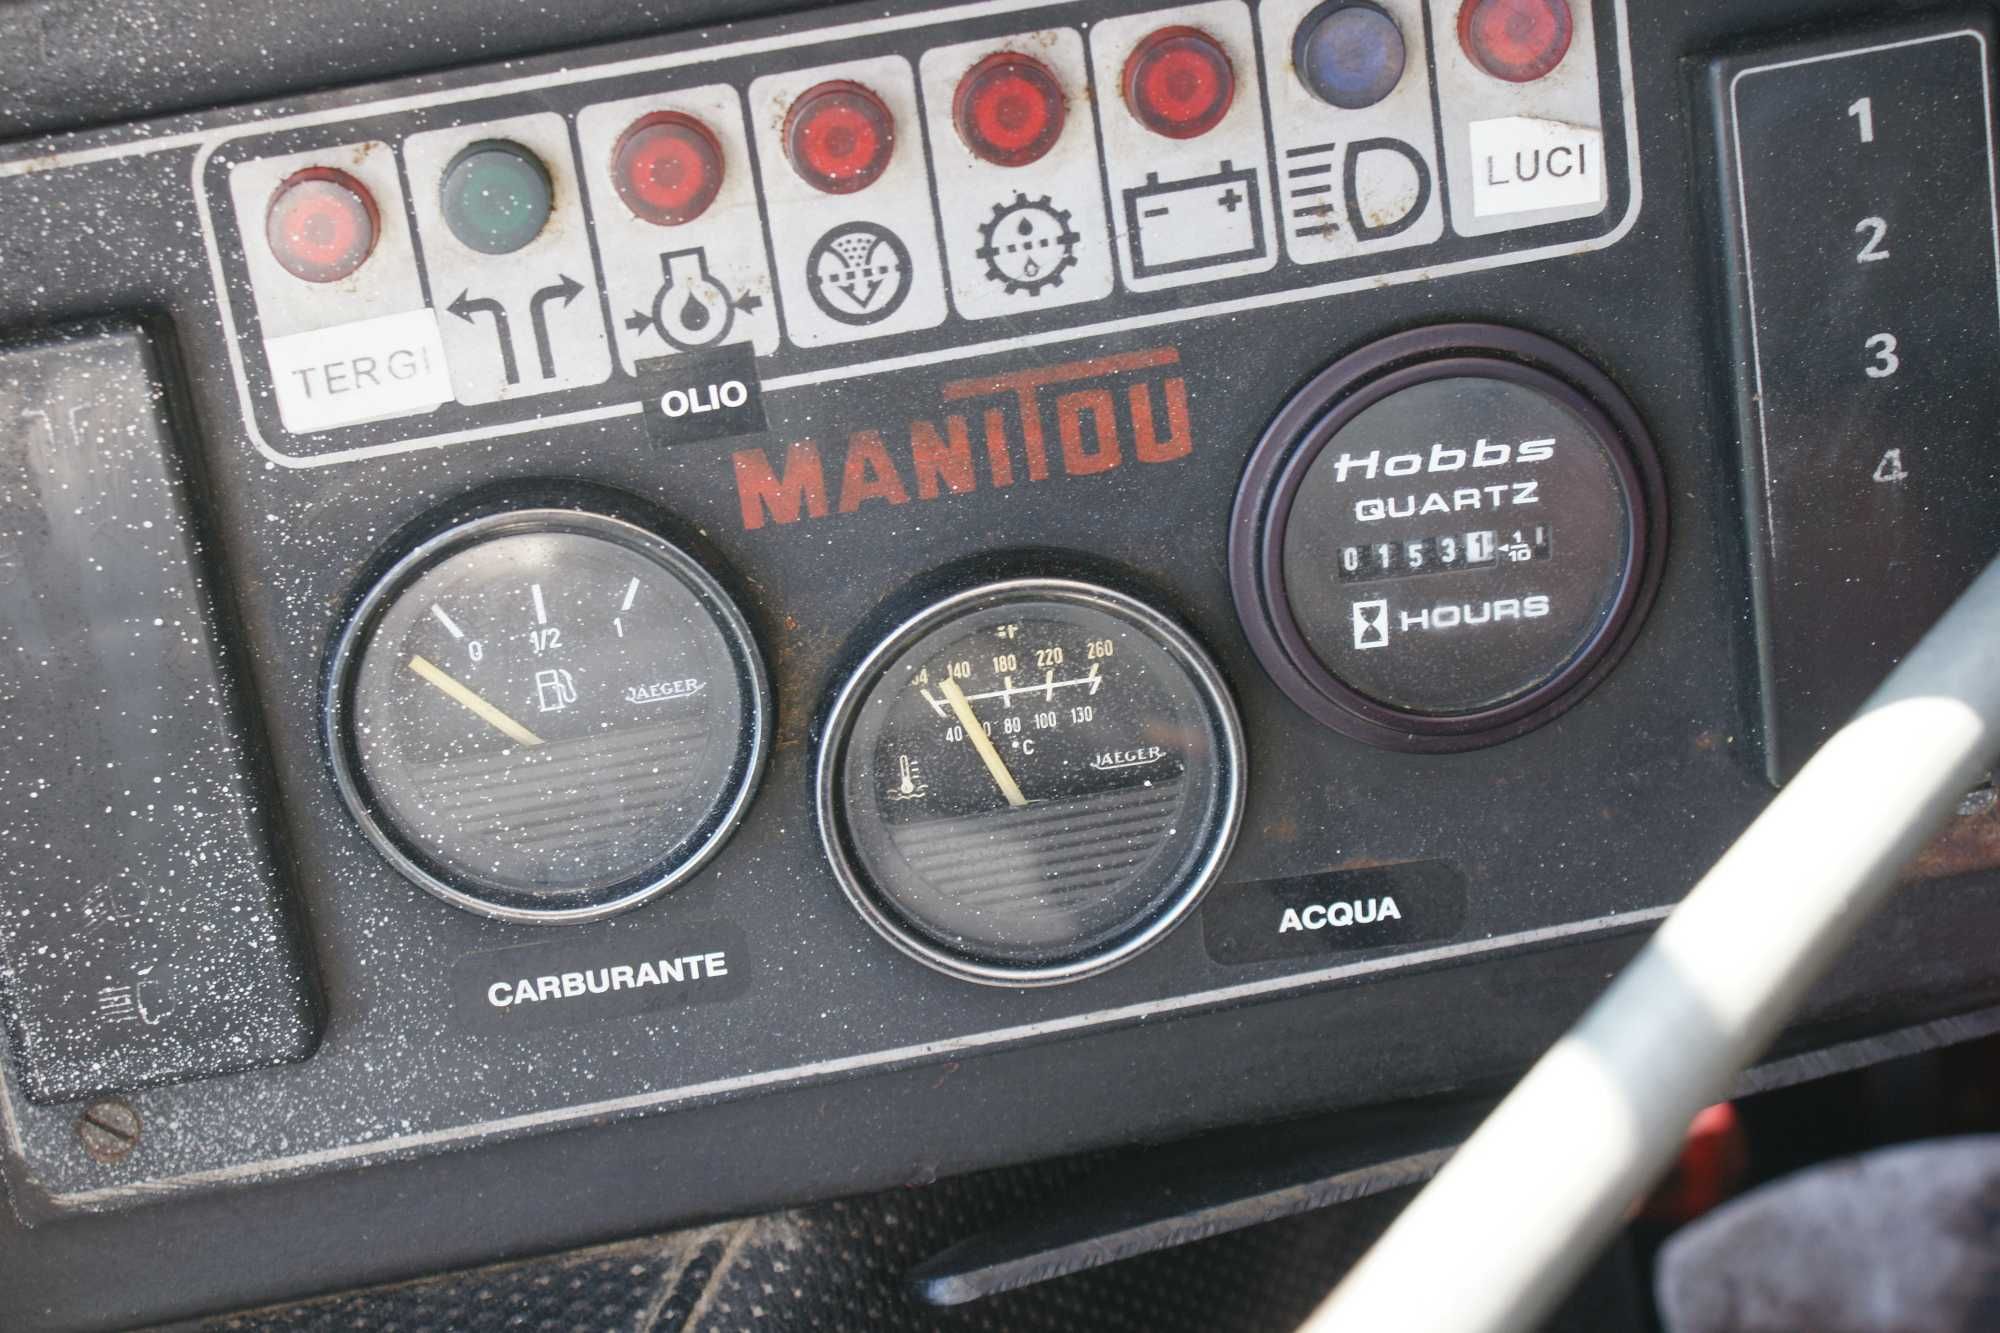 LUCI
TERGI
OLIO
MANITOU
1
2
3
4
Hobbs
QUARTZ
0 1 5 3 1 1/10
HOURS
0 1/2 1
JAEGER
CARBURANTE
°F
140 180 220 260
40 80 100 130
°C
JAEGER
ACQUA